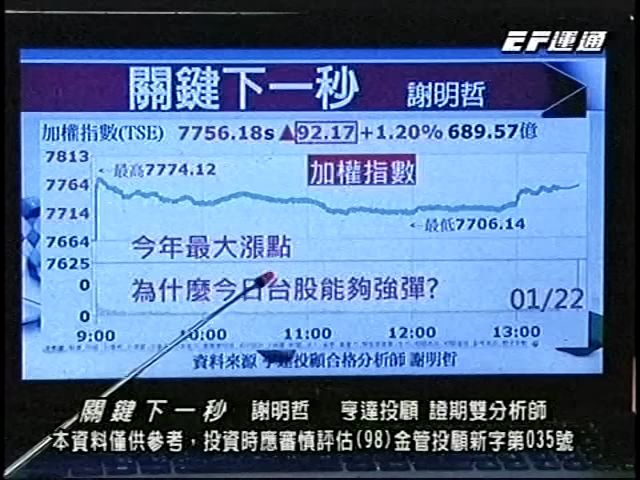 EF運通
關鍵下一秒 謝明哲
加權指數(TSE) 7756.18s▲92.17+1.20% 689.57億
7813
←最高7774.12
加權指數
7764
7714
←最低7706.14
7664
今年最大漲點
7625
為什麼今日台股能夠強彈?
0
01/22
0
9:00 10:00 11:00 12:00 13:00
資料來源 亨達投顧合格分析師 謝明哲
關鍵下一秒 謝明哲 亨達投顧 證期雙分析師
本資料僅供參考,投資時應審慎評估(98)金管投顧新字第035號